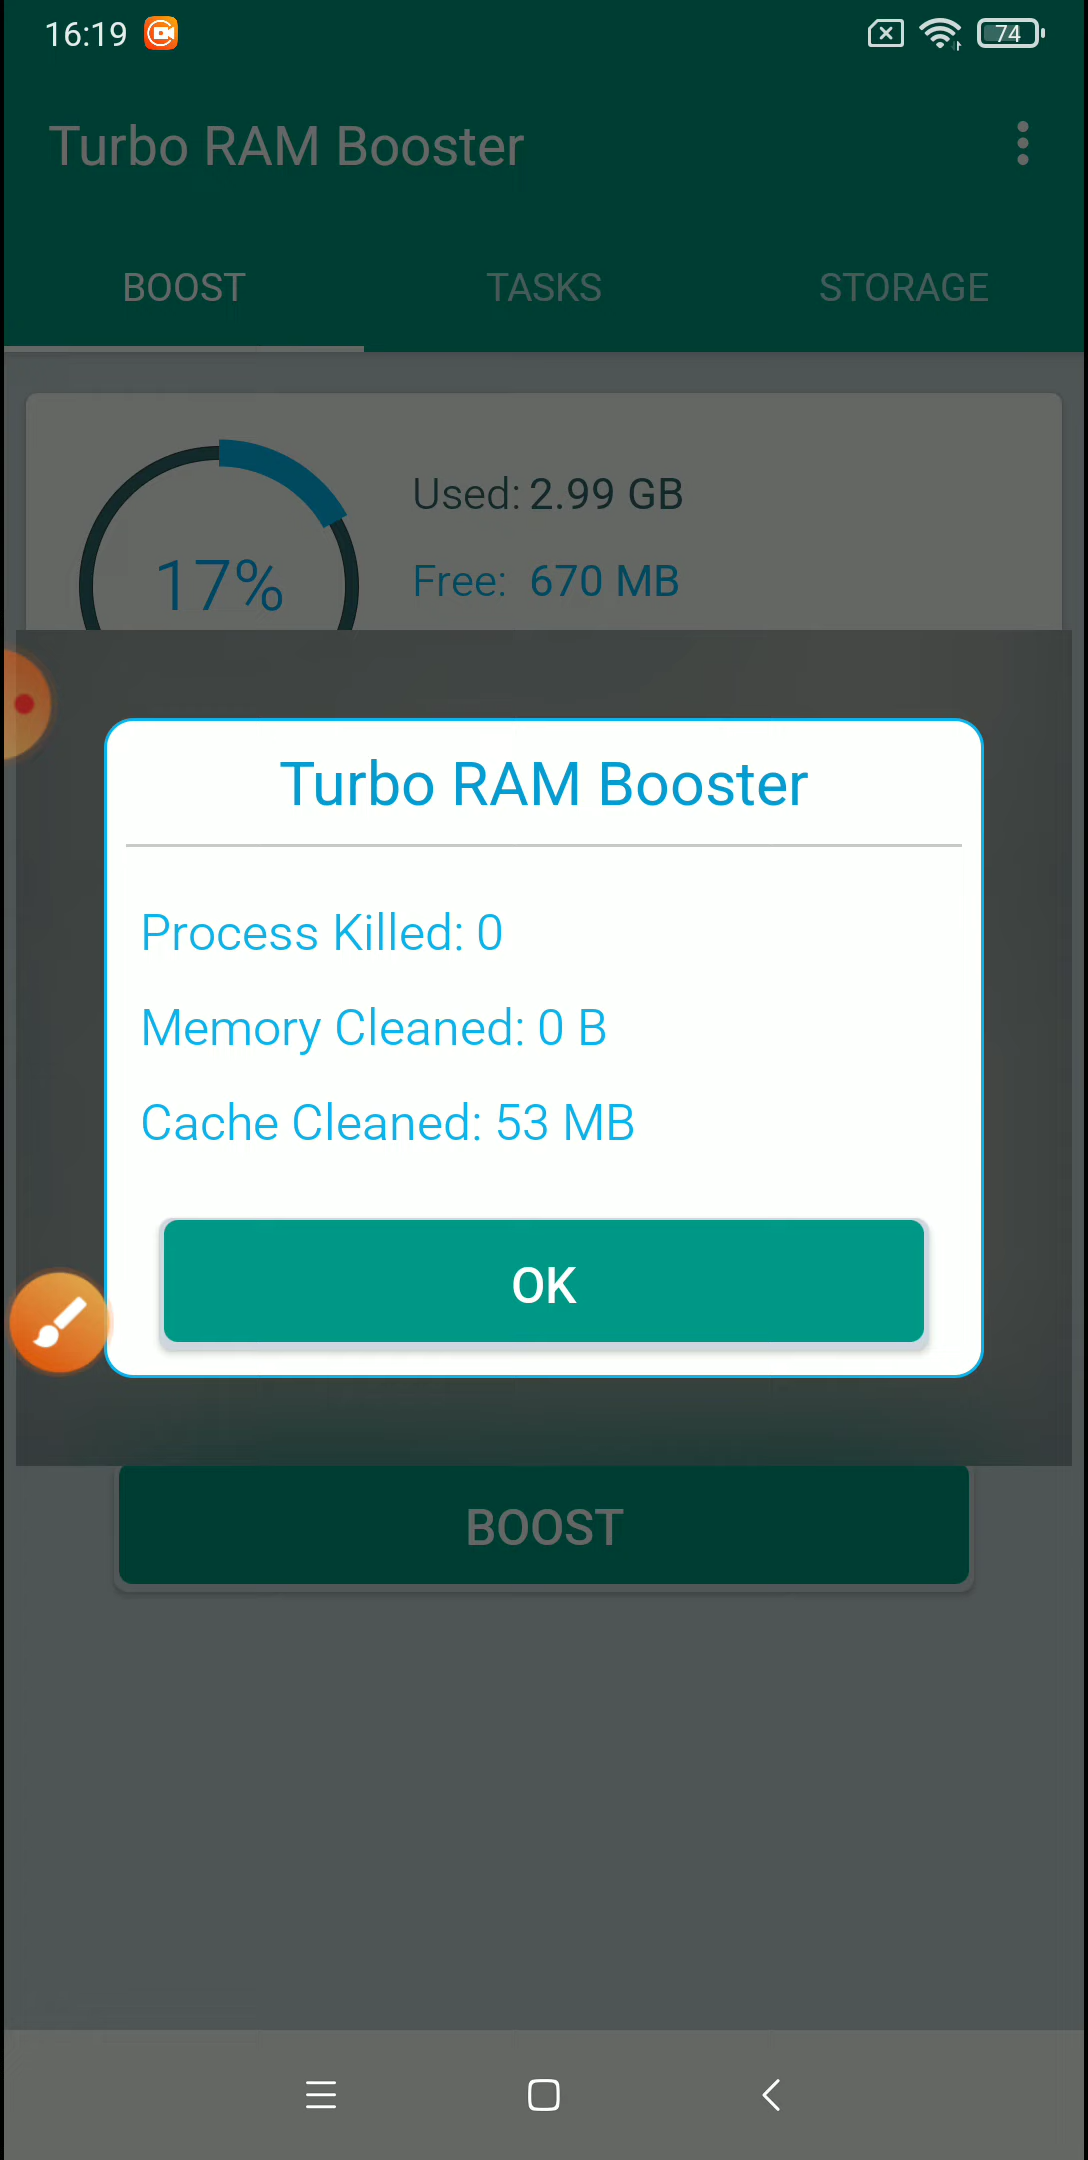 16:19
74
Turbo RAM Booster
BOOST TASKS STORAGE
Used: 2.99 GB
17%
Free: 670 MB
Turbo RAM Booster
Process Killed: 0
Memory Cleaned: 0 B
Cache Cleaned: 53 MB
OK
BOOST